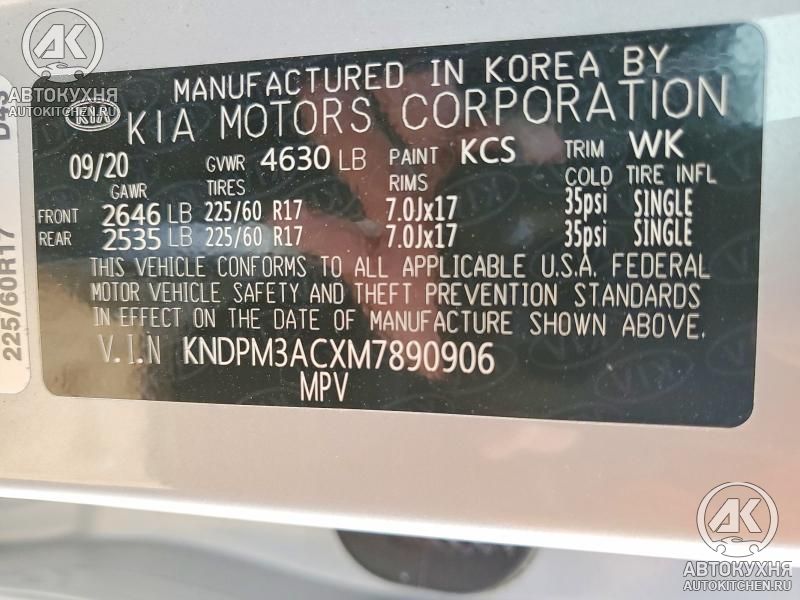 АК
АВТОКУХНЯ
AUTOKITCHEN.RU
225/60R17
KIA
MANUFACTURED IN KOREA BY
KIA MOTORS CORPORATION
09/20 GVWR 4630 LB PAINT KCS TRIM WK
GAWR TIRES RIMS COLD TIRE INFL
FRONT 2646 LB 225/60 R17 7.0Jx17 35psi SINGLE
REAR 2535 LB 225/60 R17 7.0Jx17 35psi SINGLE
THIS VEHICLE CONFORMS TO ALL APPLICABLE U.S.A. FEDERAL
MOTOR VEHICLE SAFETY AND THEFT PREVENTION STANDARDS
IN EFFECT ON THE DATE OF MANUFACTURE SHOWN ABOVE.
V.I.N KNDPM3ACXM7890906
MPV
АК
АВТОКУХНЯ
AUTOKITCHEN.RU